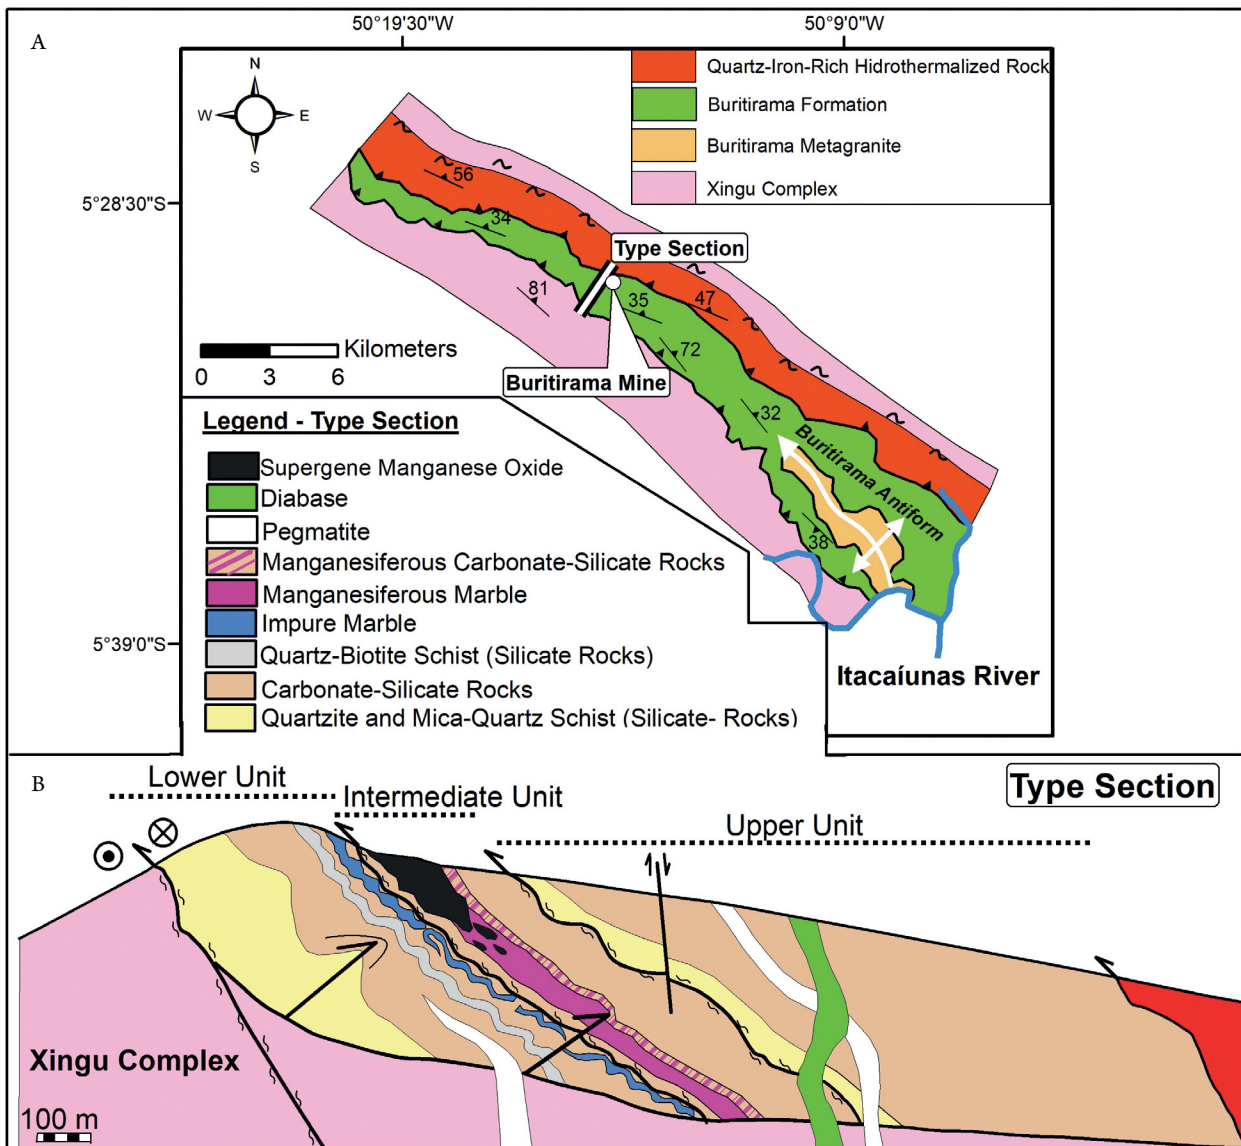 A
50°19'30"W
50°9'0"W
N
W
E
S
Quartz-Iron-Rich Hidrothermalized Rock
Buritirama Formation
Buritirama Metagranite
Xingu Complex
5°28'30"S
56
34
Type Section
81
35
47
72
Kilometers
0 3 6
Buritirama Mine
32
Buritirama Antiform
38
Legend - Type Section
Supergene Manganese Oxide
Diabase
Pegmatite
Manganesiferous Carbonate-Silicate Rocks
Manganesiferous Marble
Impure Marble
Quartz-Biotite Schist (Silicate Rocks)
Carbonate-Silicate Rocks
Quartzite and Mica-Quartz Schist (Silicate- Rocks)
5°39'0"S
Itacaíunas River
B
Lower Unit
Intermediate Unit
Upper Unit
Type Section
Xingu Complex
100 m